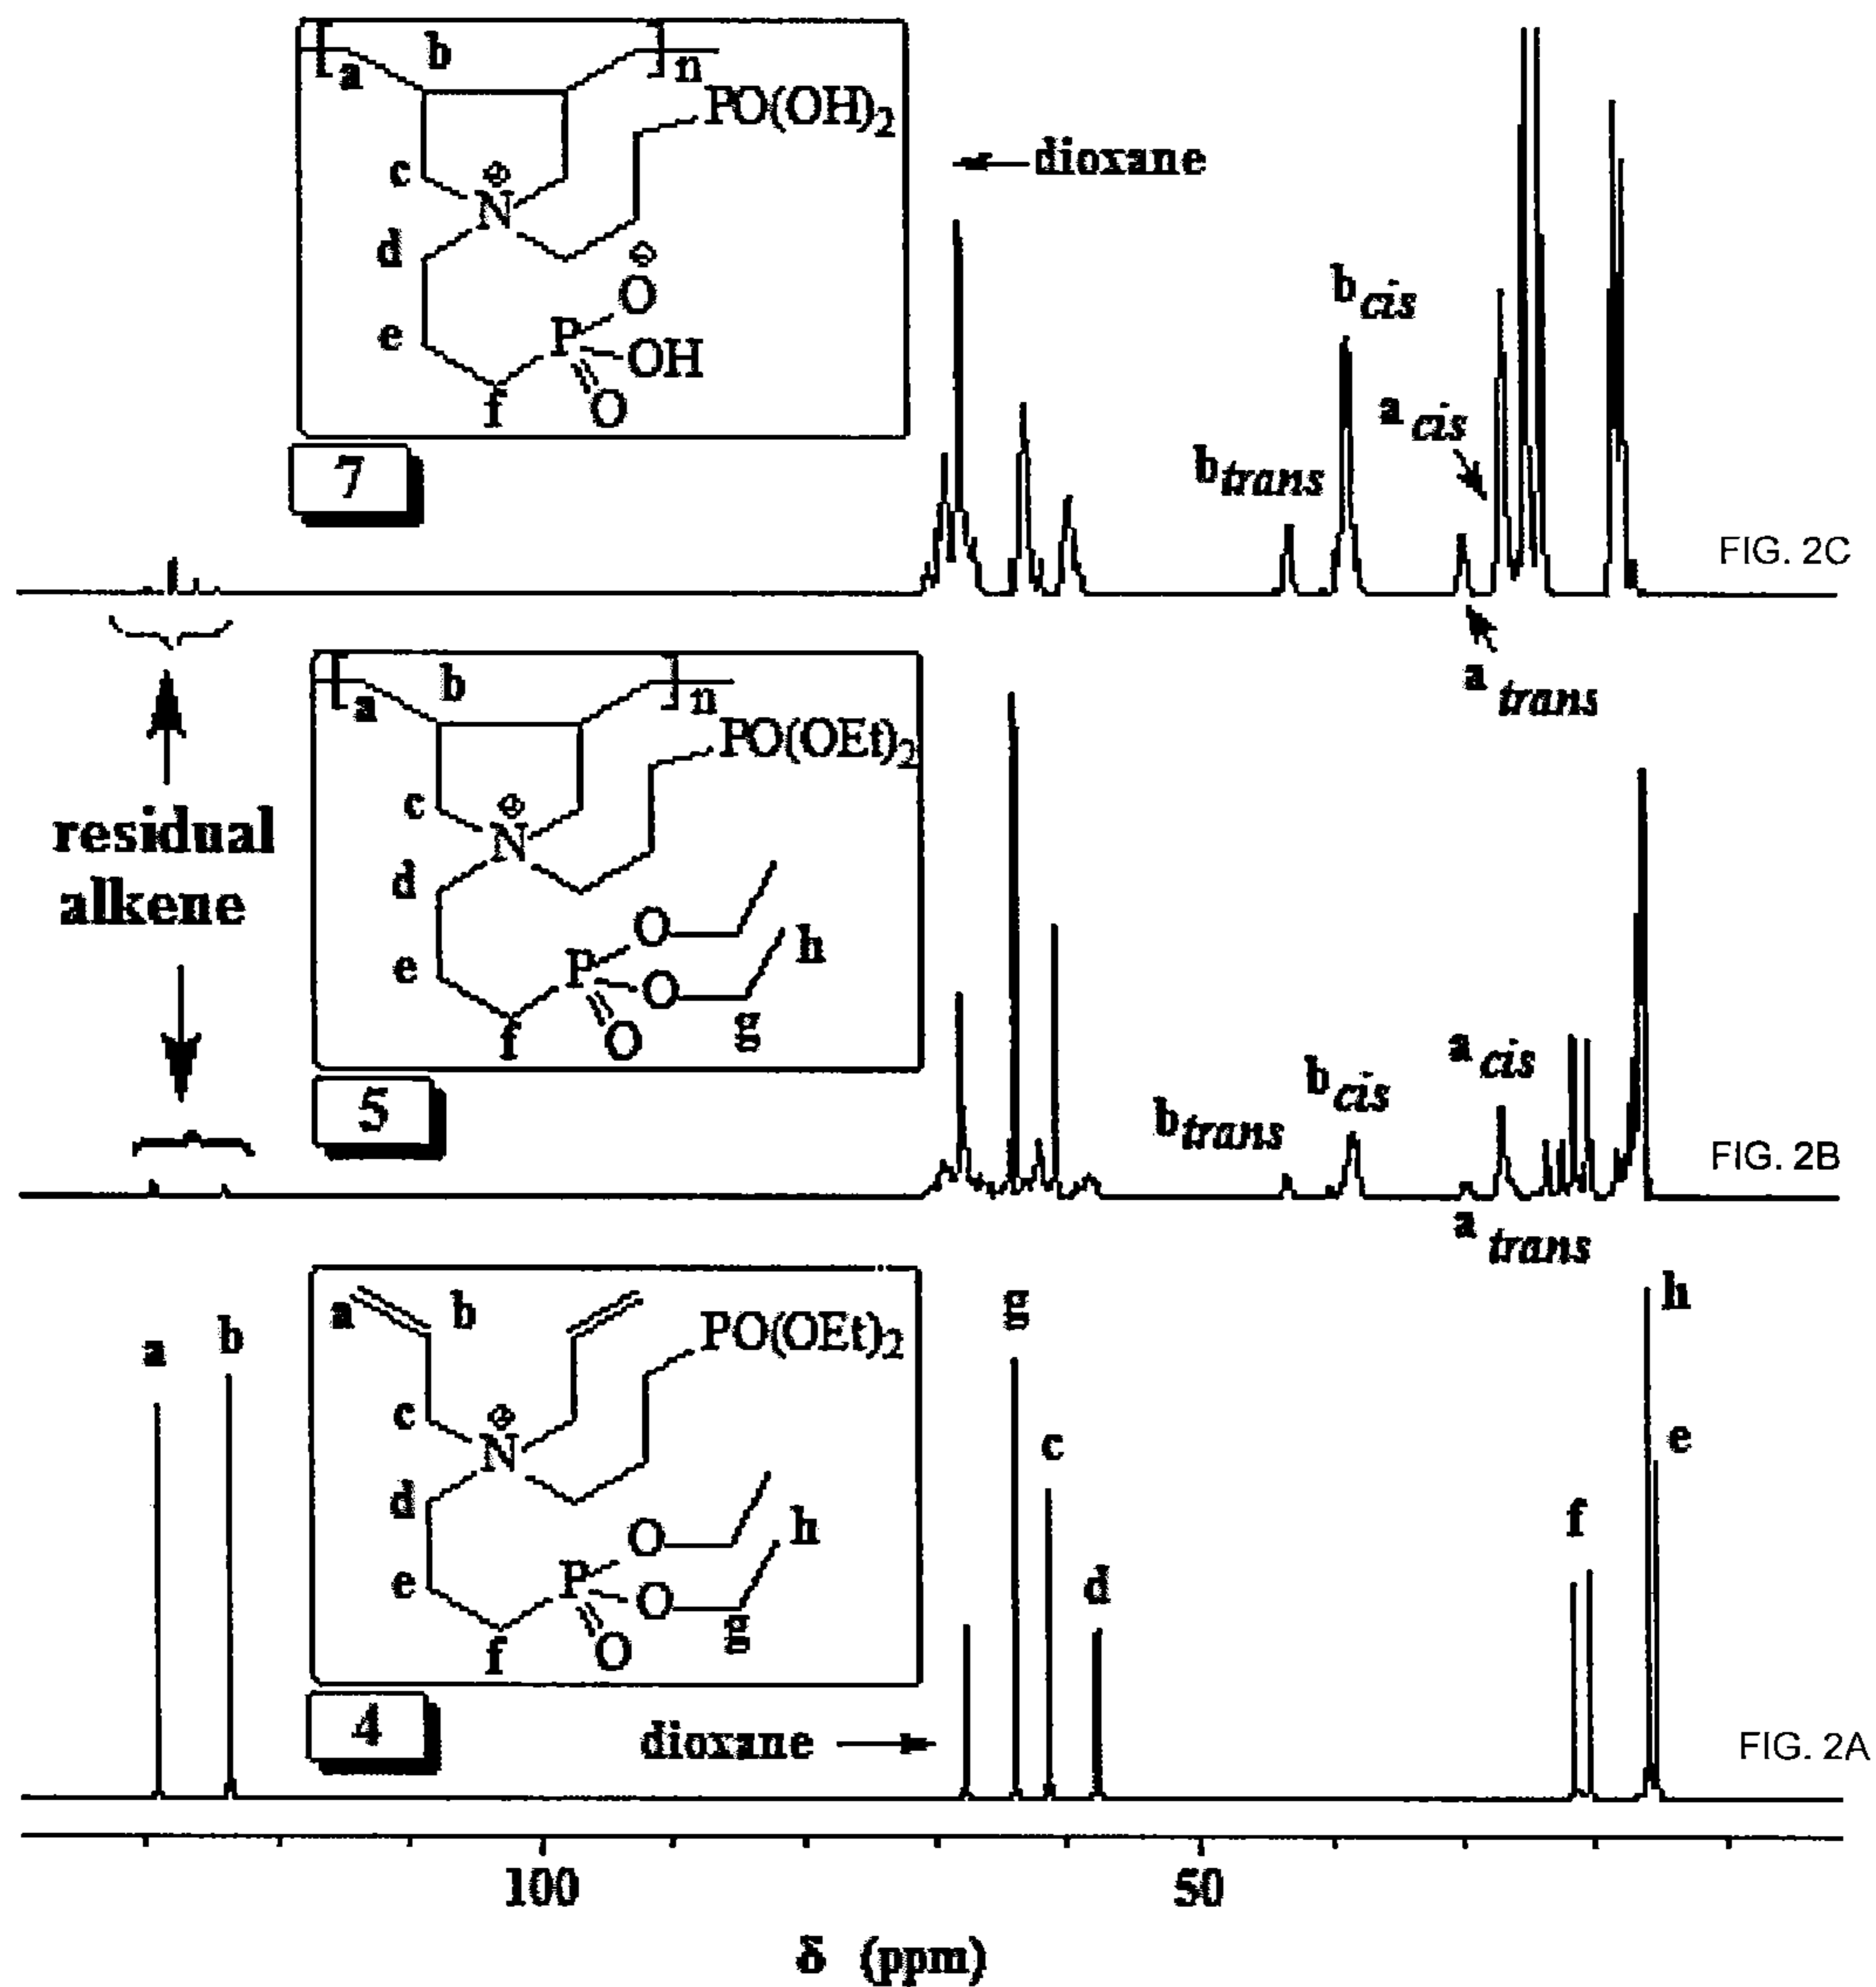 b
a
n
PO(OH)2
dioxane
c
⊕
N
d
⊖
O
e
P
OH
f
O
7
b cis
a cis
b trans
FIG. 2C
a trans
residual
alkene
b
a
n
PO(OEt)2
c
⊕
N
d
O
h
e
P
O
g
f
O
5
b trans
b cis
a cis
FIG. 2B
a trans
a
b
a
b
PO(OEt)2
c
⊕
N
d
O
h
e
P
O
g
f
O
4
dioxane
g
c
d
f
h
e
FIG. 2A
100
50
δ (ppm)